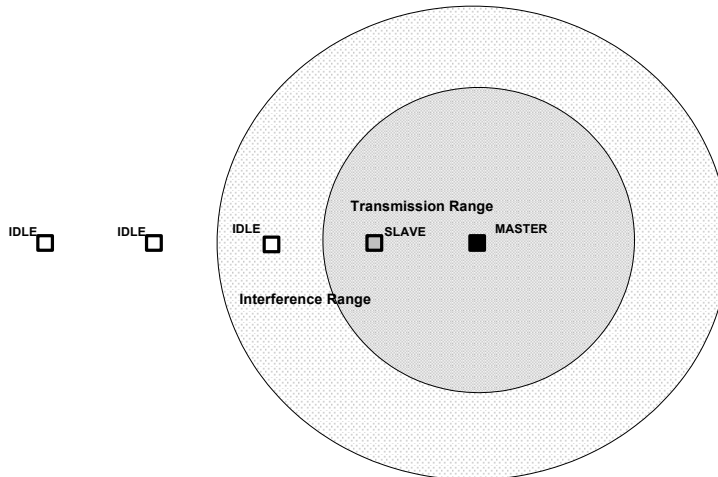 Transmission Range
IDLE
IDLE
IDLE
SLAVE
MASTER
Interference Range